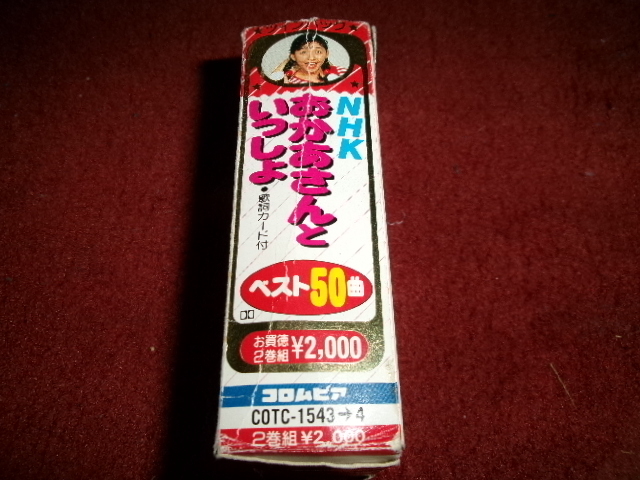 NHK
おかあさんと
いっしょ・歌詞カード付
ベスト50曲
お買徳
2巻組
¥2,000
コロムビア
COTC-1543→4
2巻組¥2,000